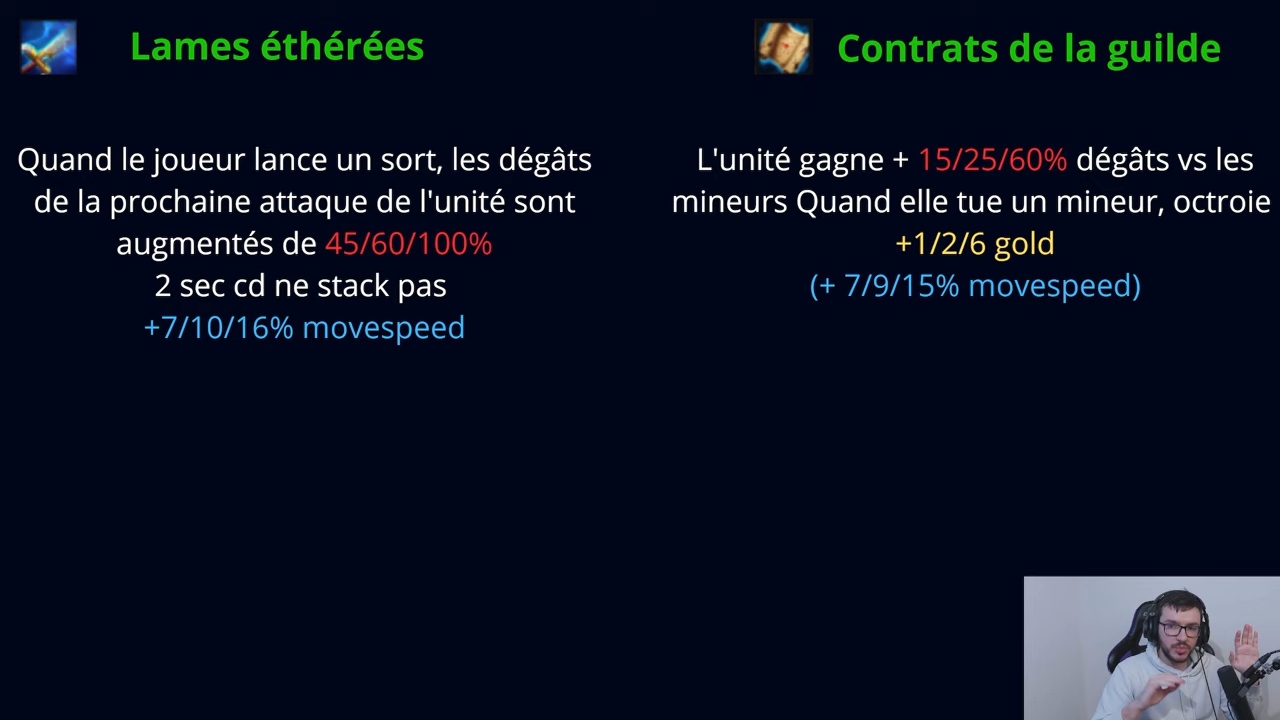 Lames éthérées
Quand le joueur lance un sort, les dégâts
de la prochaine attaque de l'unité sont
augmentés de 45/60/100%
2 sec cd ne stack pas
+7/10/16% movespeed
Contrats de la guilde
L'unité gagne + 15/25/60% dégâts vs les
mineurs Quand elle tue un mineur, octroie
+1/2/6 gold
(+ 7/9/15% movespeed)